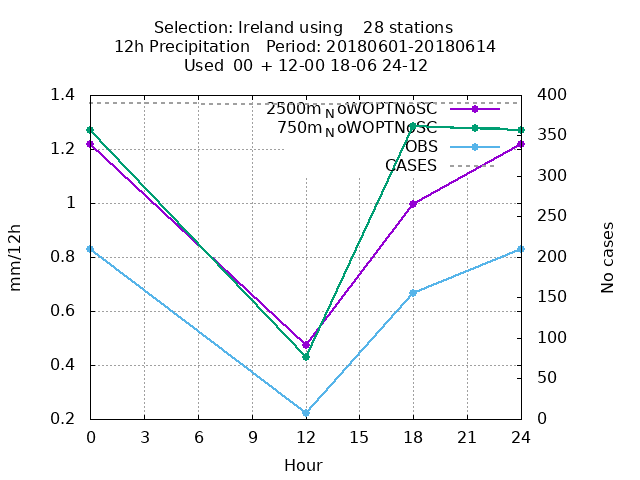 Selection: Ireland using 28 stations
12h Precipitation Period: 20180601-20180614
Used 00 + 12-00 18-06 24-12
1.4
1.2
1
0.8
0.6
0.4
0.2
mm/12h
400
350
300
250
200
150
100
50
0
No cases
2500m_NoWOPTNoSC
750m_NoWOPTNoSC
OBS
CASES
0 3 6 9 12 15 18 21 24
Hour